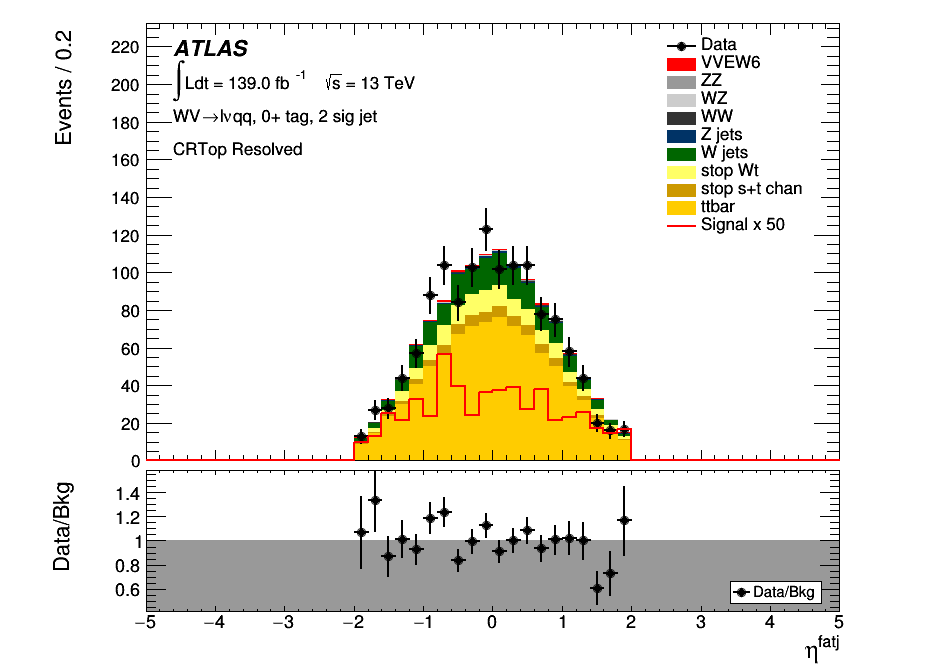 Events / 0.2
220
200
180
160
140
120
100
80
60
40
20
0
ATLAS
∫Ldt = 139.0 fb⁻¹ √s = 13 TeV
WV→lνqq, 0+ tag, 2 sig jet
CRTop Resolved
Data
VVEW6
ZZ
WZ
WW
Z jets
W jets
stop Wt
stop s+t chan
ttbar
Signal x 50
Data/Bkg
1.4
1.2
1
0.8
0.6
Data/Bkg
−5 −4 −3 −2 −1 0 1 2 3 4 5
η^fatj